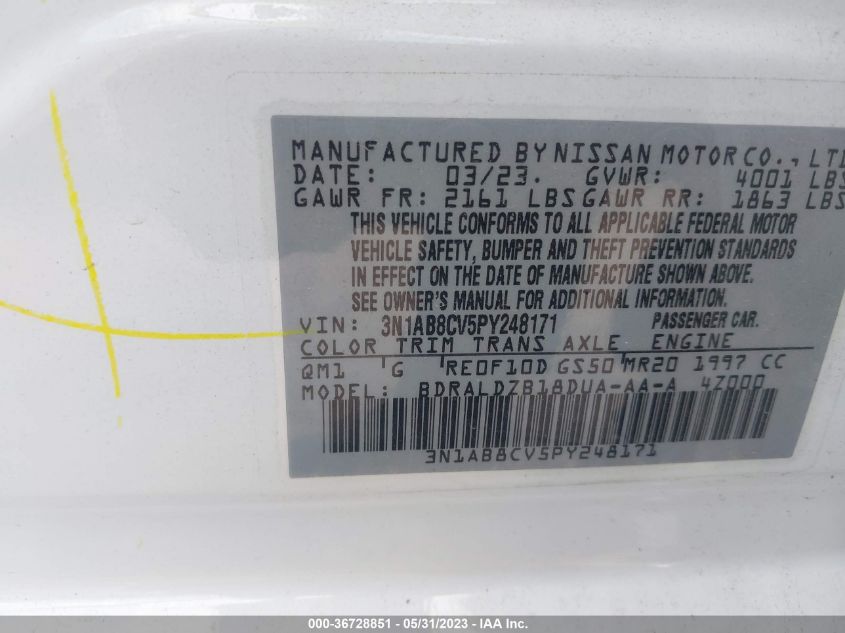 MANUFACTURED BY NISSAN MOTOR CO., LTD
DATE: 03/23. GVWR: 4001 LBS
GAWR FR: 2161 LBS GAWR RR: 1863 LBS
THIS VEHICLE CONFORMS TO ALL APPLICABLE FEDERAL MOTOR
VEHICLE SAFETY, BUMPER AND THEFT PREVENTION STANDARDS
IN EFFECT ON THE DATE OF MANUFACTURE SHOWN ABOVE.
SEE OWNER'S MANUAL FOR ADDITIONAL INFORMATION.
VIN: 3N1AB8CV5PY248171 PASSENGER CAR.
COLOR TRIM TRANS AXLE ENGINE
QM1 G RE0F10D GS50 MR20 1997 CC
MODEL: BDRALDZB18DUA-AA-A 4Z000
3N1AB8CV5PY248171
000-36728851 / 05/31/2023 / IAA Inc.